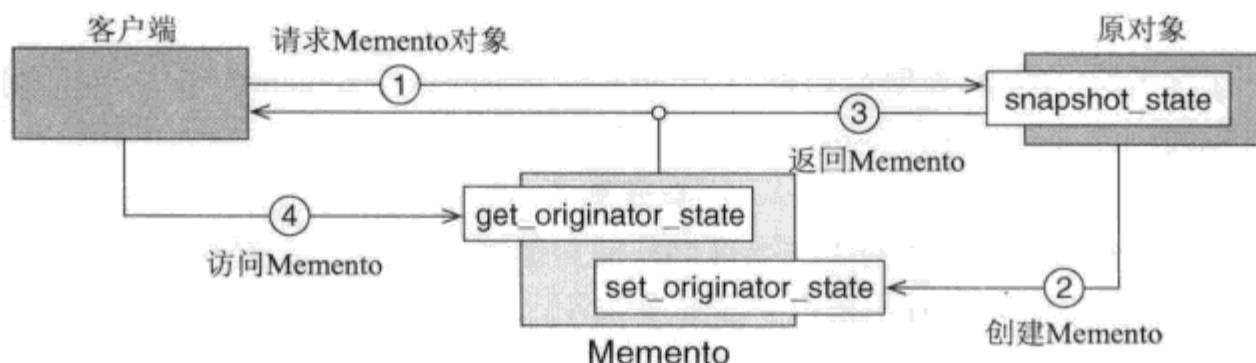 客户端
请求Memento对象
原对象
①
snapshot_state
③
返回Memento
④
get_originator_state
访问Memento
set_originator_state
②
创建Memento
Memento